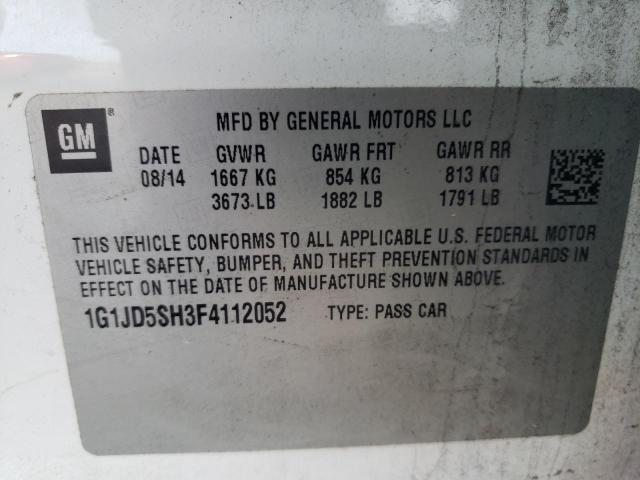 GM®
MFD BY GENERAL MOTORS LLC
DATE GVWR GAWR FRT GAWR RR
08/14 1667 KG 854 KG 813 KG
3673 LB 1882 LB 1791 LB
THIS VEHICLE CONFORMS TO ALL APPLICABLE U.S. FEDERAL MOTOR
VEHICLE SAFETY, BUMPER, AND THEFT PREVENTION STANDARDS IN
EFFECT ON THE DATE OF MANUFACTURE SHOWN ABOVE.
1G1JD5SH3F4112052 TYPE: PASS CAR